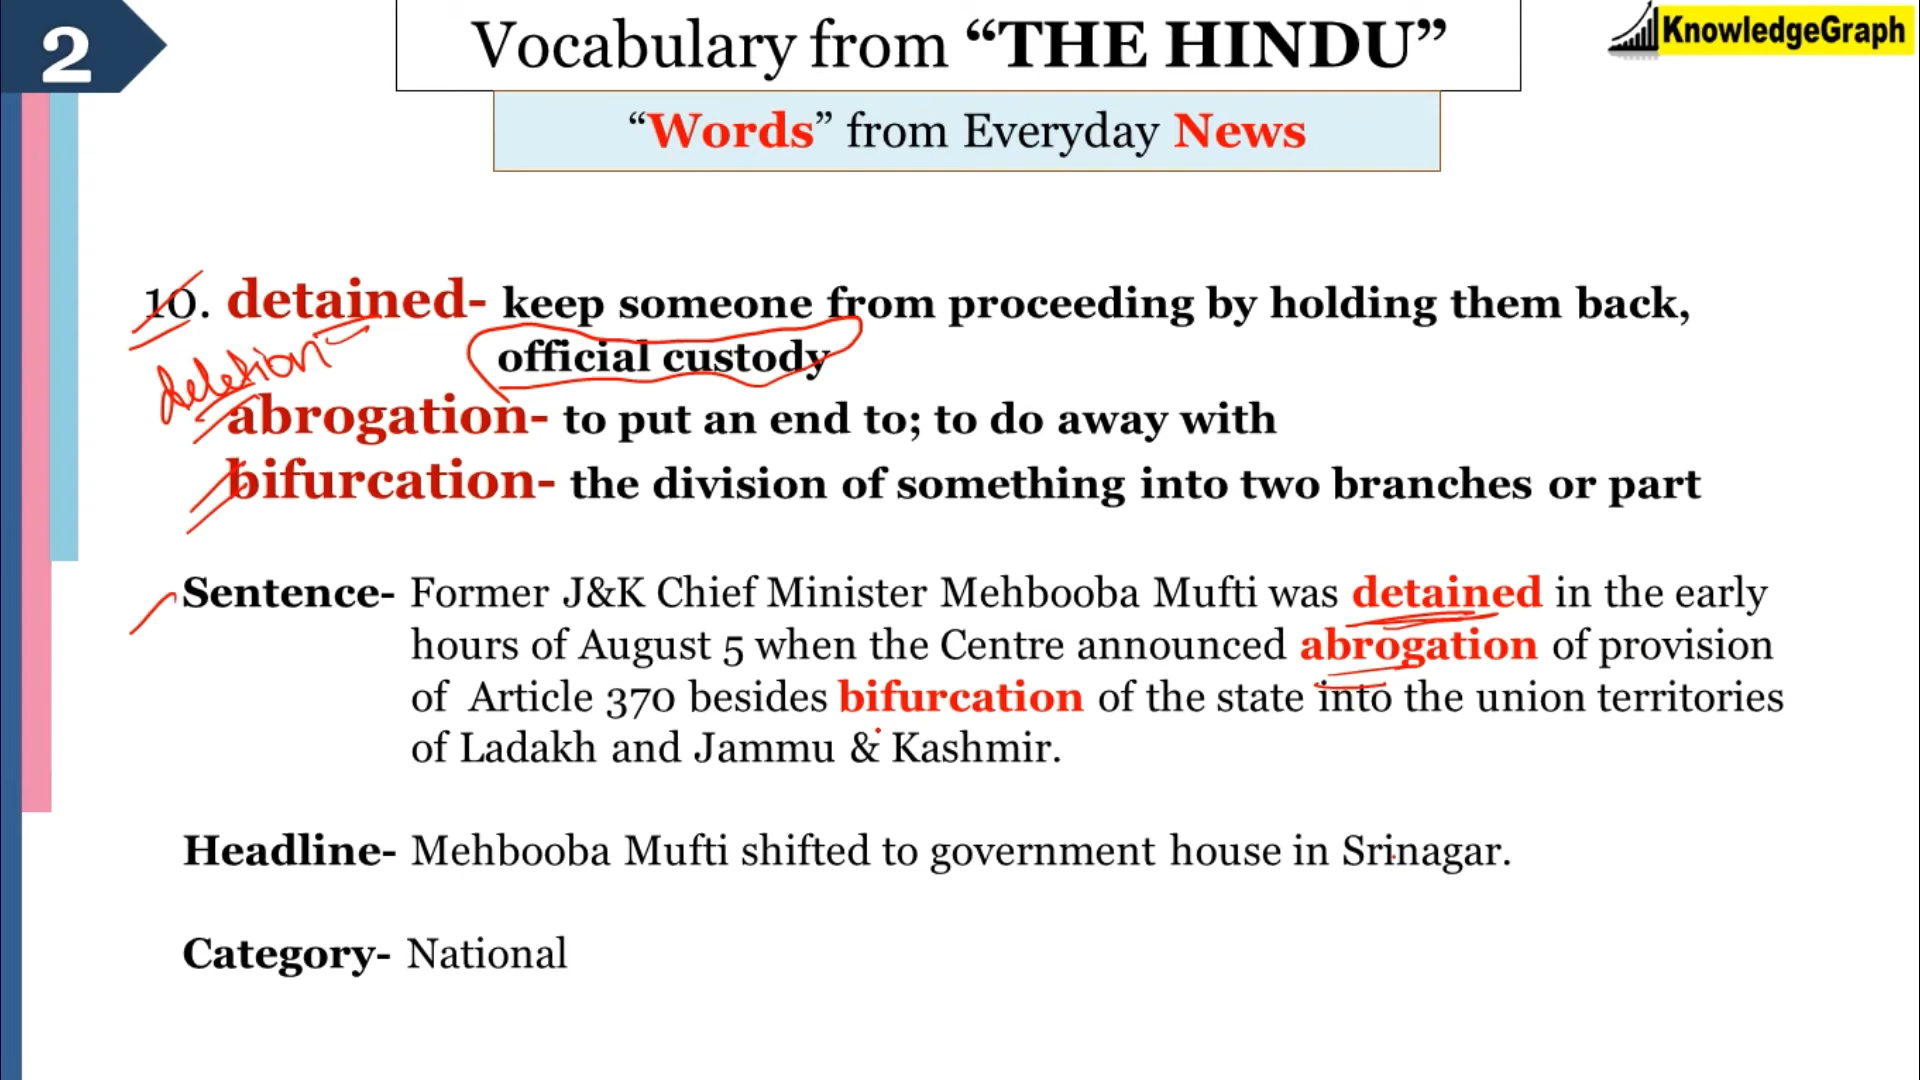 2
Vocabulary from “THE HINDU”
KnowledgeGraph
“Words” from Everyday News
10. detained- keep someone from proceeding by holding them back,
official custody
deletion
abrogation- to put an end to; to do away with
bifurcation- the division of something into two branches or part
Sentence- Former J&K Chief Minister Mehbooba Mufti was detained in the early
hours of August 5 when the Centre announced abrogation of provision
of Article 370 besides bifurcation of the state into the union territories
of Ladakh and Jammu & Kashmir.
Headline- Mehbooba Mufti shifted to government house in Srinagar.
Category- National